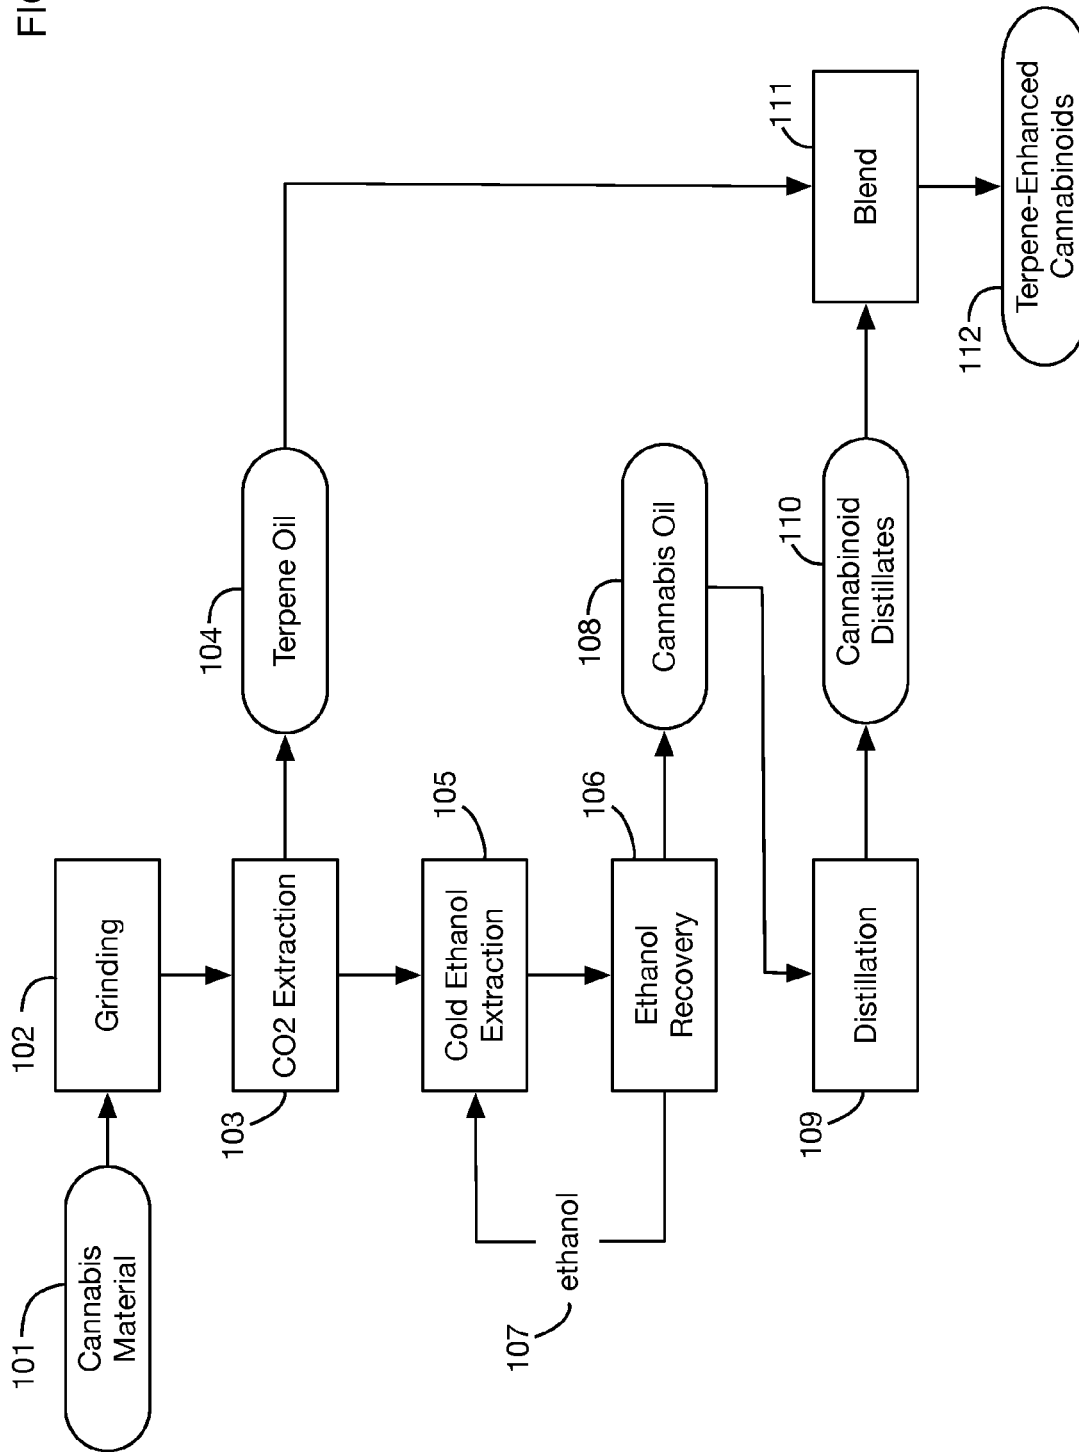 101
Cannabis
Material
102
Grinding
103
CO2 Extraction
104
Terpene Oil
105
Cold Ethanol
Extraction
107
ethanol
106
Ethanol
Recovery
108
Cannabis Oil
109
Distillation
110
Cannabinoid
Distillates
111
Blend
112
Terpene-Enhanced
Cannabinoids